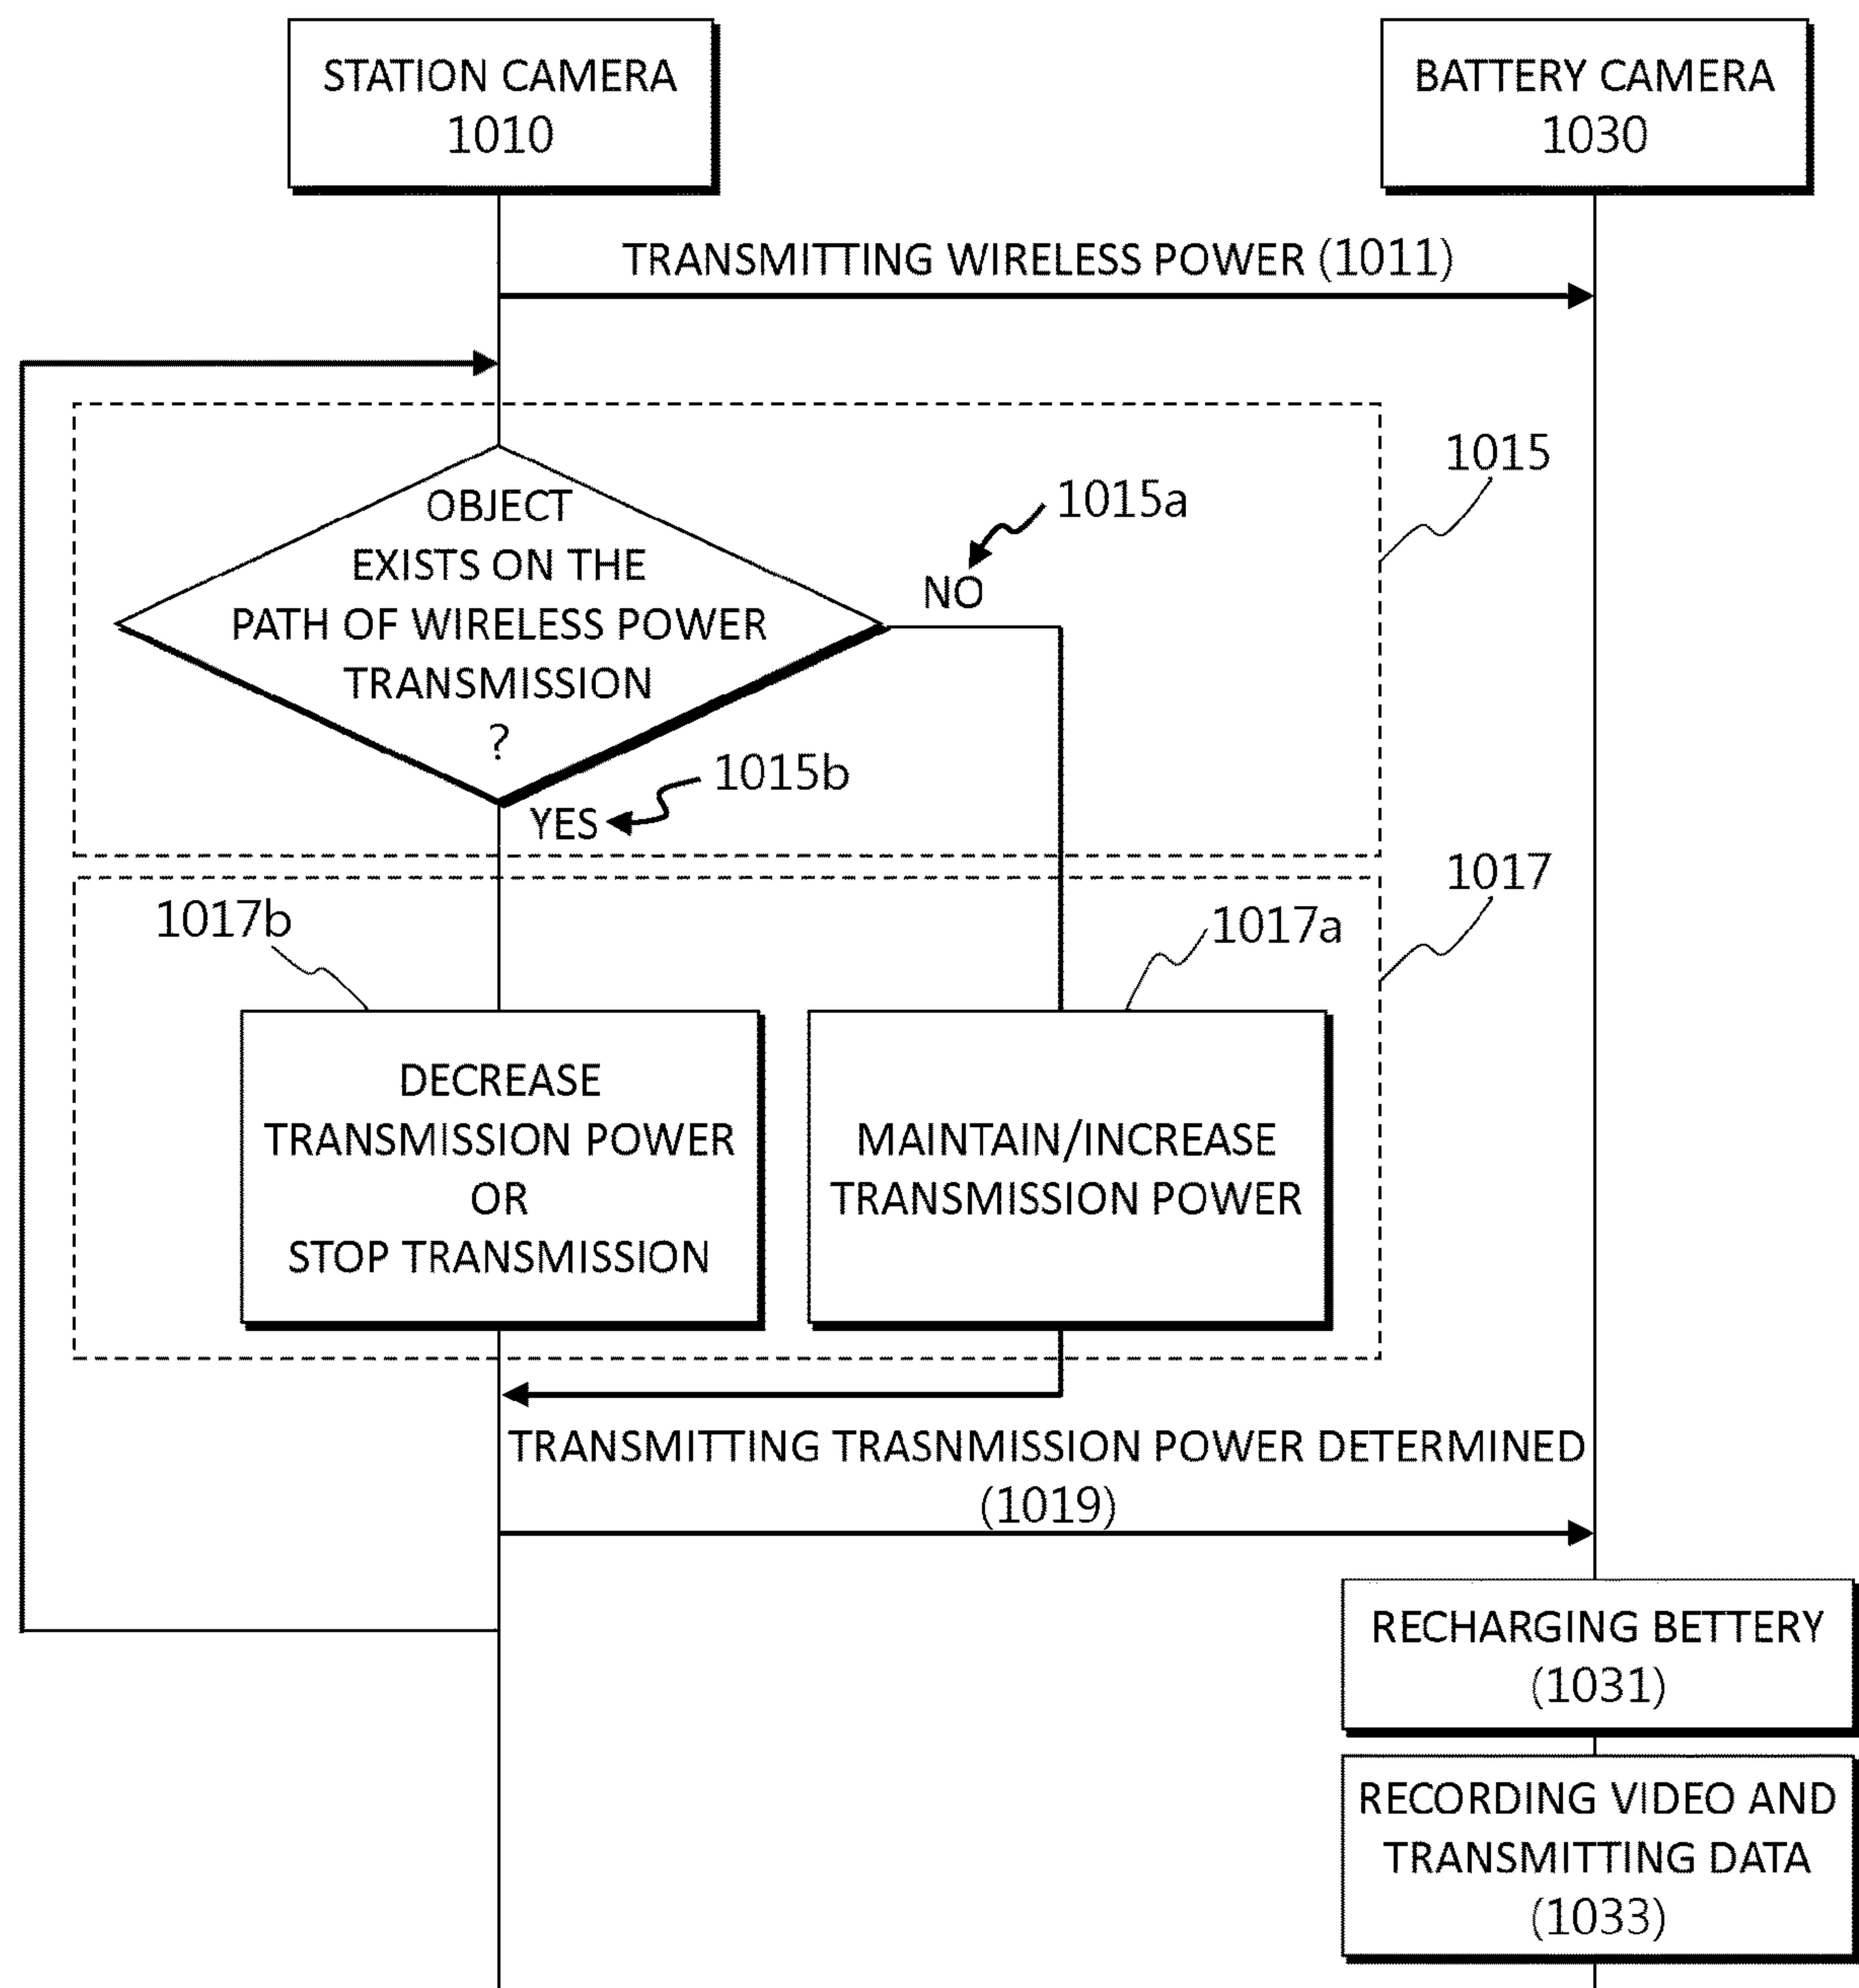 STATION CAMERA
1010
BATTERY CAMERA
1030
TRANSMITTING WIRELESS POWER (1011)
1015
1015a
OBJECT
EXISTS ON THE
PATH OF WIRELESS POWER
TRANSMISSION
?
NO
1015b
YES
1017
1017b
1017a
DECREASE
TRANSMISSION POWER
OR
STOP TRANSMISSION
MAINTAIN/INCREASE
TRANSMISSION POWER
TRANSMITTING TRASNMISSION POWER DETERMINED
(1019)
RECHARGING BETTERY
(1031)
RECORDING VIDEO AND
TRANSMITTING DATA
(1033)